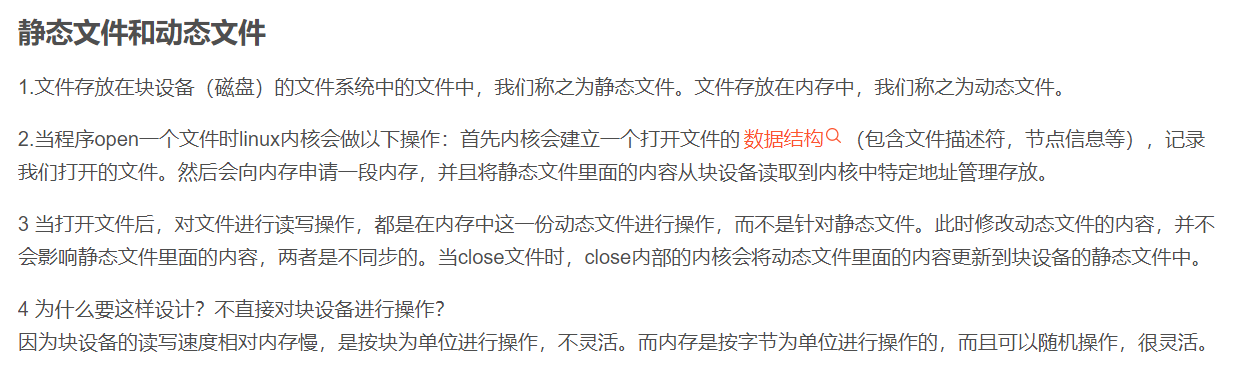 静态文件和动态文件
1.文件存放在块设备（磁盘）的文件系统中的文件中，我们称之为静态文件。文件存放在内存中，我们称之为动态文件。
2.当程序open一个文件时linux内核会做以下操作：首先内核会建立一个打开文件的 数据结构（包含文件描述符，节点信息等），记录
我们打开的文件。然后会向内存申请一段内存，并且将静态文件里面的内容从块设备读取到内核中特定地址管理存放。
3 当打开文件后，对文件进行读写操作，都是在内存中这一份动态文件进行操作，而不是针对静态文件。此时修改动态文件的内容，并不
会影响静态文件里面的内容，两者是不同步的。当close文件时，close内部的内核会将动态文件里面的内容更新到块设备的静态文件中。
4 为什么要这样设计？不直接对块设备进行操作？
因为块设备的读写速度相对内存慢，是按块为单位进行操作，不灵活。而内存是按字节为单位进行操作的，而且可以随机操作，很灵活。